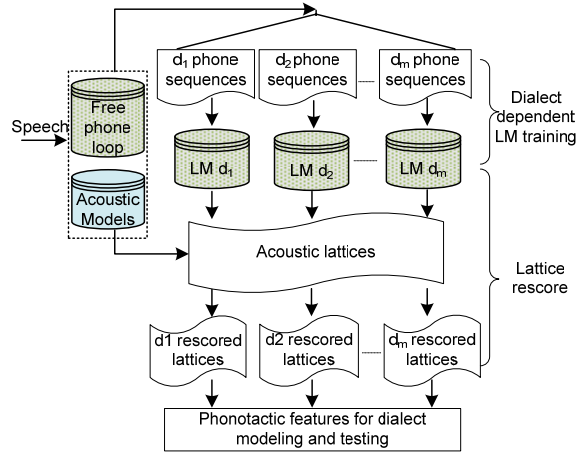 Speech
Free
phone
loop
Acoustic
Models
d1 phone
sequences
d2 phone
sequences
dm phone
sequences
Dialect
dependent
LM training
LM d1
LM d2
LM dm
Acoustic lattices
Lattice
rescore
d1 rescored
lattices
d2 rescored
lattices
dm rescored
lattices
Phonotactic features for dialect
modeling and testing